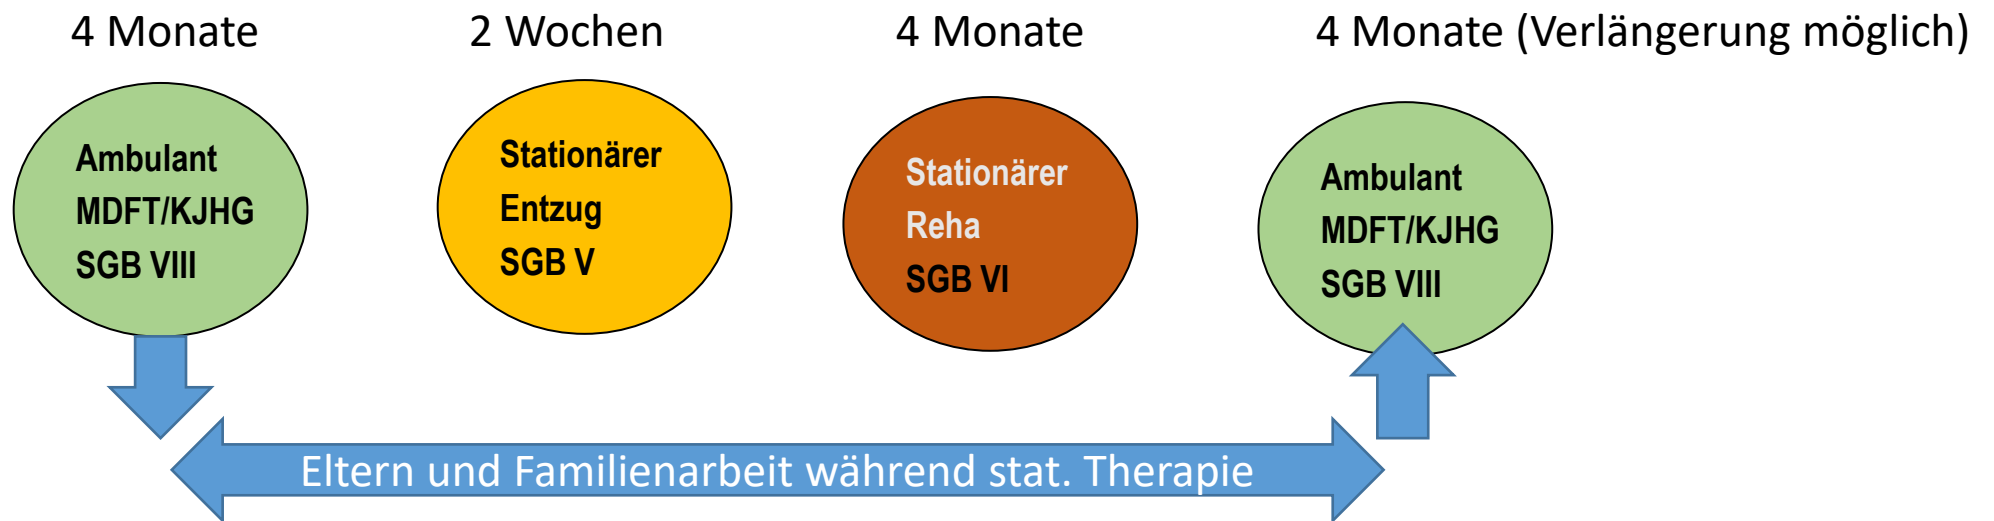 4 Monate
2 Wochen
4 Monate
4 Monate (Verlängerung möglich)
Ambulant
MDFT/KJHG
SGB VIII
Stationärer
Entzug
SGB V
Stationärer
Reha
SGB VI
Ambulant
MDFT/KJHG
SGB VIII
Eltern und Familienarbeit während stat. Therapie